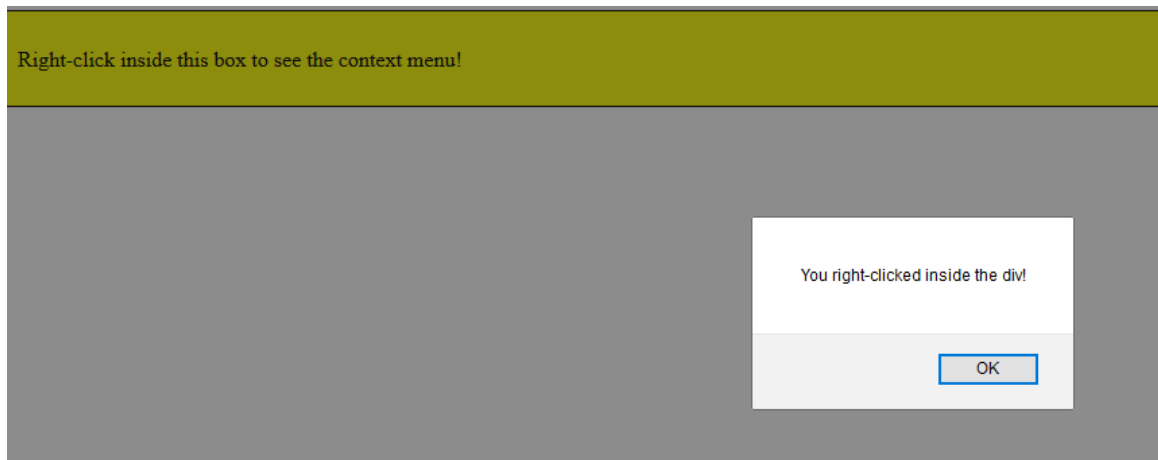 Right-click inside this box to see the context menu!
You right-clicked inside the div!
OK